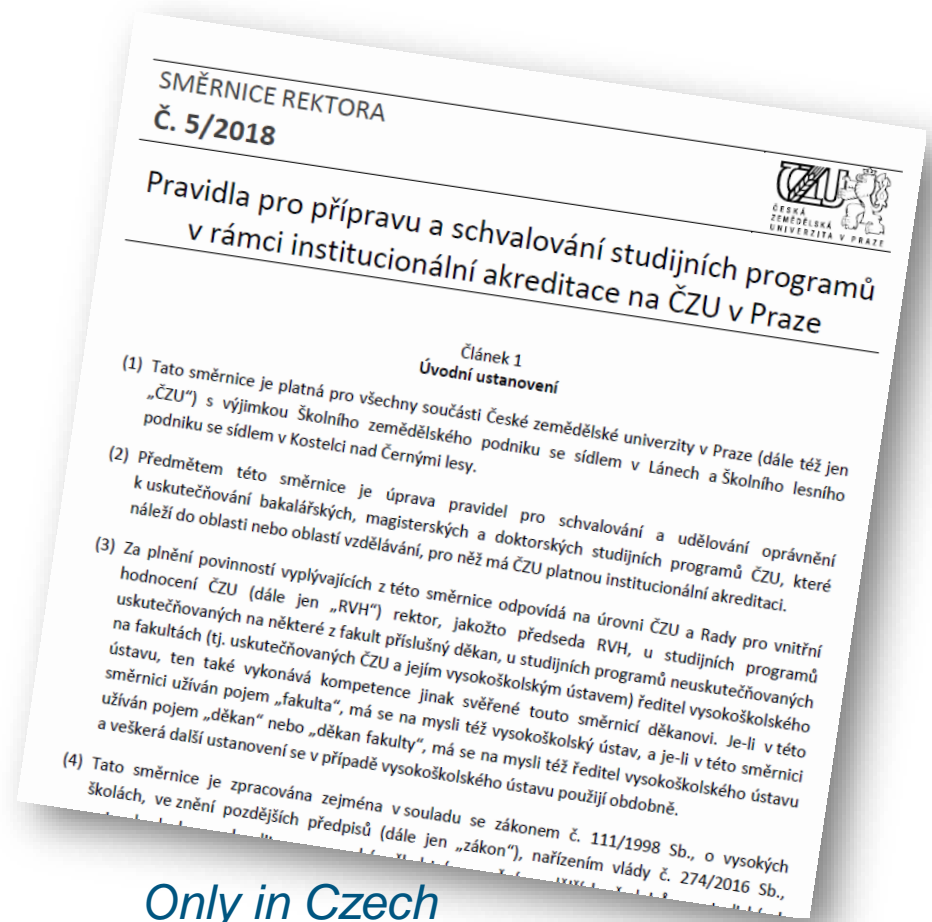 SMĚRNICE REKTORA
Č. 5/2018
ČZU
ČESKÁ
ZEMĚDĚLSKÁ
UNIVERZITA V PRAZE
Pravidla pro přípravu a schvalování studijních programů
v rámci institucionální akreditace na ČZU v Praze
Článek 1
Úvodní ustanovení
(1) Tato směrnice je platná pro všechny součásti České zemědělské univerzity v Praze (dále též jen
„ČZU“) s výjimkou Školního zemědělského podniku se sídlem v Lánech a Školního lesního
podniku se sídlem v Kostelci nad Černými lesy.
(2) Předmětem této směrnice je úprava pravidel pro schvalování a udělování oprávnění
k uskutečňování bakalářských, magisterských a doktorských studijních programů ČZU, které
náleží do oblasti nebo oblastí vzdělávání, pro něž má ČZU platnou institucionální akreditaci.
(3) Za plnění povinností vyplývajících z této směrnice odpovídá na úrovni ČZU a Rady pro vnitřní
hodnocení ČZU (dále jen „RVH“) rektor, jakožto předseda RVH, u studijních programů
uskutečňovaných na některé z fakult příslušný děkan, u studijních programů neuskutečňovaných
na fakultách (tj. uskutečňovaných ČZU a jejím vysokoškolským ústavem) ředitel vysokoškolského
ústavu, ten také vykonává kompetence jinak svěřené touto směrnicí děkanovi. Je-li v této
směrnici užíván pojem „fakulta“, má se na mysli též vysokoškolský ústav, a je-li v této směrnici
užíván pojem „děkan“ nebo „děkan fakulty“, má se na mysli též ředitel vysokoškolského ústavu
a veškerá další ustanovení se v případě vysokoškolského ústavu použijí obdobně.
(4) Tato směrnice je zpracována zejména v souladu se zákonem č. 111/1998 Sb., o vysokých
školách, ve znění pozdějších předpisů (dále jen „zákon“), nařízením vlády č. 274/2016 Sb.,
Only in Czech